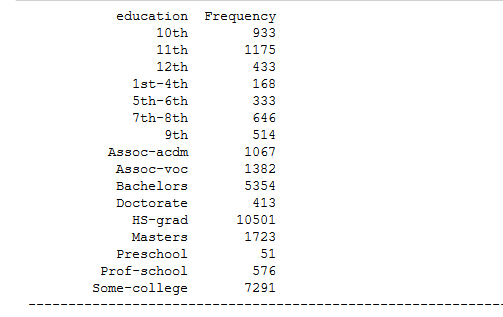 education Frequency
10th 933
11th 1175
12th 433
1st-4th 168
5th-6th 333
7th-8th 646
9th 514
Assoc-acdm 1067
Assoc-voc 1382
Bachelors 5354
Doctorate 413
HS-grad 10501
Masters 1723
Preschool 51
Prof-school 576
Some-college 7291